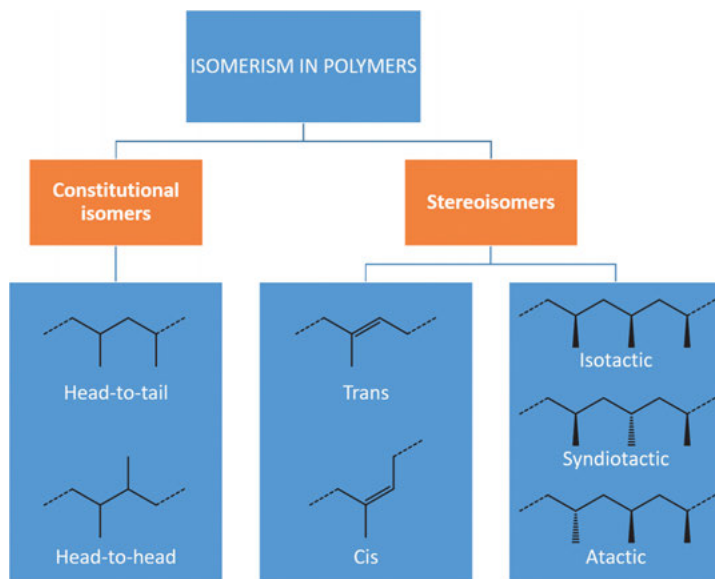 ISOMERISM IN POLYMERS
Constitutional
isomers
Stereoisomers
Head-to-tail
Head-to-head
Trans
Cis
Isotactic
Syndiotactic
Atactic